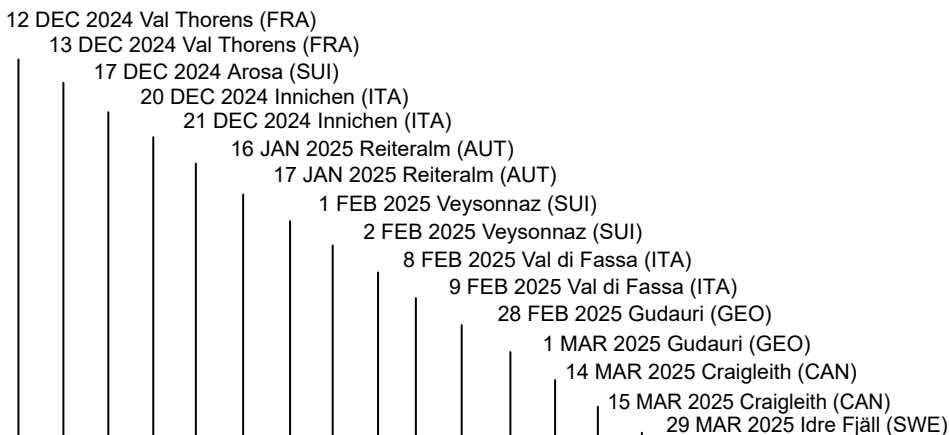 12 DEC 2024 Val Thorens (FRA)
13 DEC 2024 Val Thorens (FRA)
17 DEC 2024 Arosa (SUI)
20 DEC 2024 Innichen (ITA)
21 DEC 2024 Innichen (ITA)
16 JAN 2025 Reiteralm (AUT)
17 JAN 2025 Reiteralm (AUT)
1 FEB 2025 Veysonnaz (SUI)
2 FEB 2025 Veysonnaz (SUI)
8 FEB 2025 Val di Fassa (ITA)
9 FEB 2025 Val di Fassa (ITA)
28 FEB 2025 Gudauri (GEO)
1 MAR 2025 Gudauri (GEO)
14 MAR 2025 Craigleith (CAN)
15 MAR 2025 Craigleith (CAN)
29 MAR 2025 Idre Fjäll (SWE)